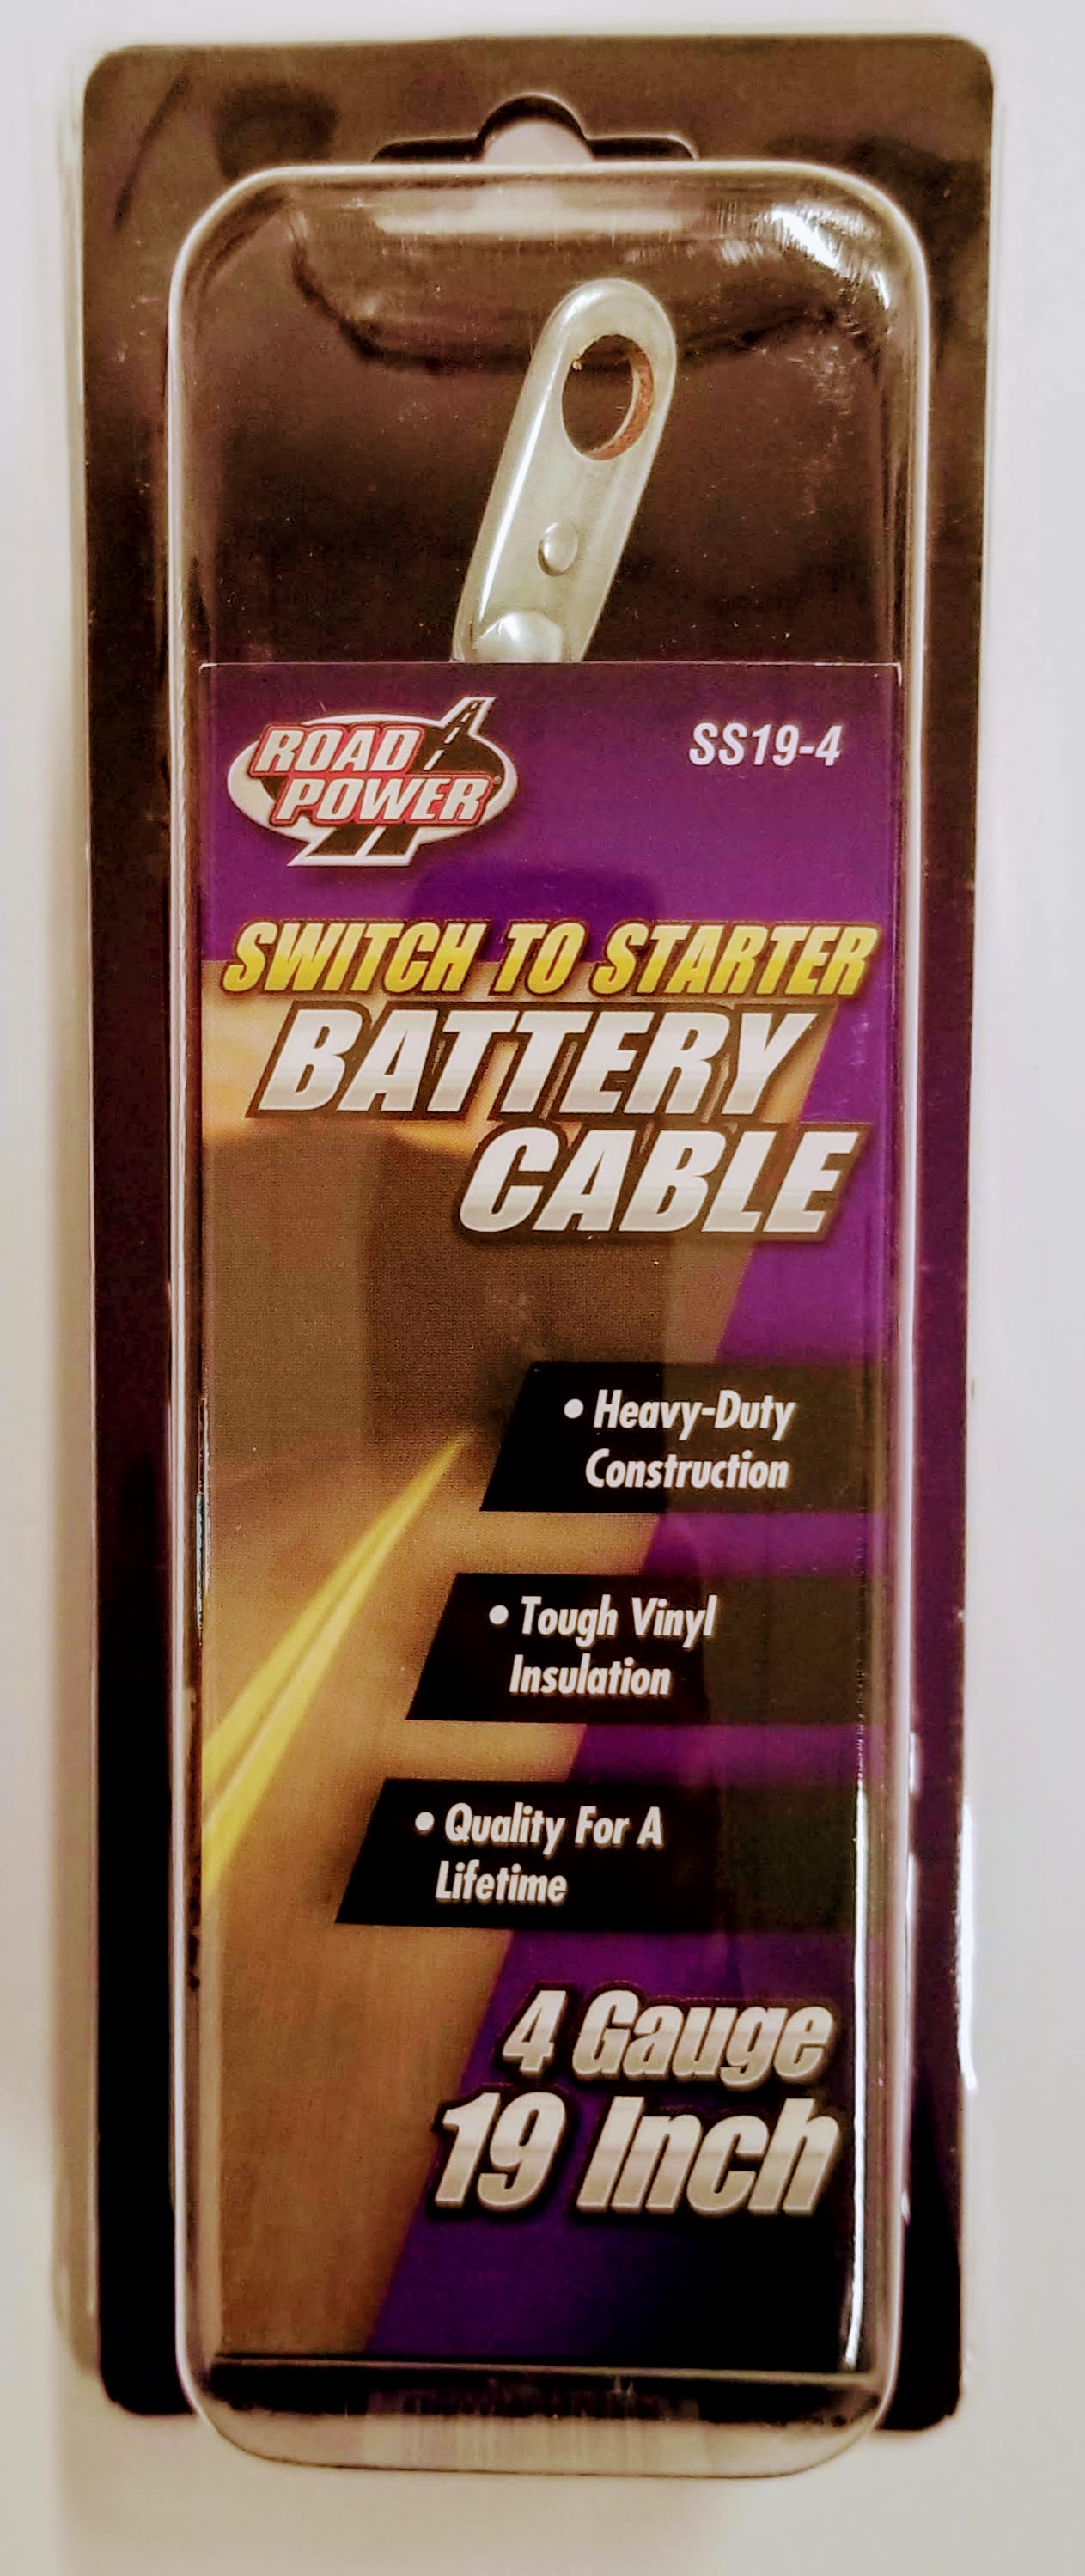 ROAD
POWER
SS19-4
SWITCH TO STARTER
BATTERY
CABLE
• Heavy-Duty
Construction
• Tough Vinyl
Insulation
• Quality For A
Lifetime
4 Gauge
19 Inch